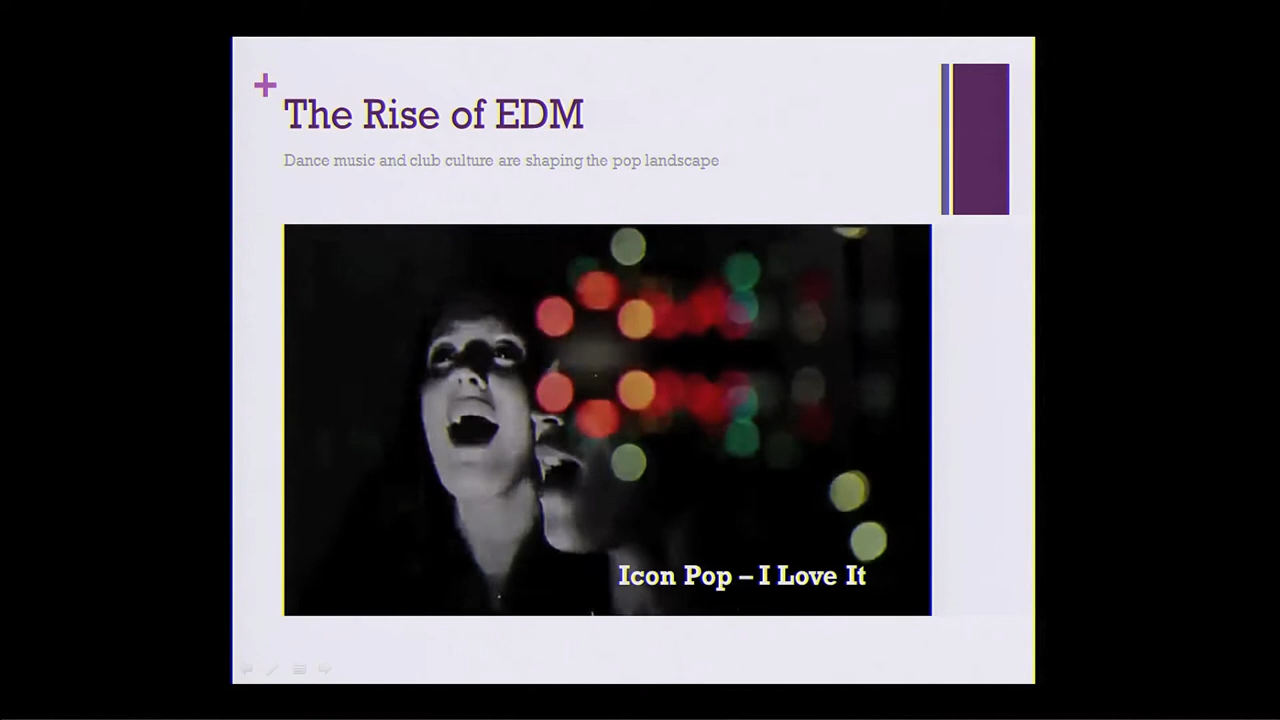 The Rise of EDM
Dance music and club culture are shaping the pop landscape
Icon Pop – I Love It